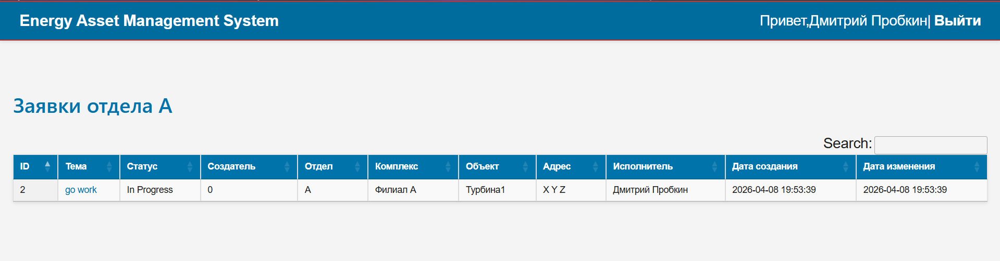 Energy Asset Management System Привет,Дмитрий Пробкин| Выйти
Заявки отдела А
Search:
ID Тема Статус Создатель Отдел Комплекс Объект Адрес Исполнитель Дата создания Дата изменения
2 go work In Progress 0 А Филиал А Турбина1 X Y Z Дмитрий Пробкин 2026-04-08 19:53:39 2026-04-08 19:53:39